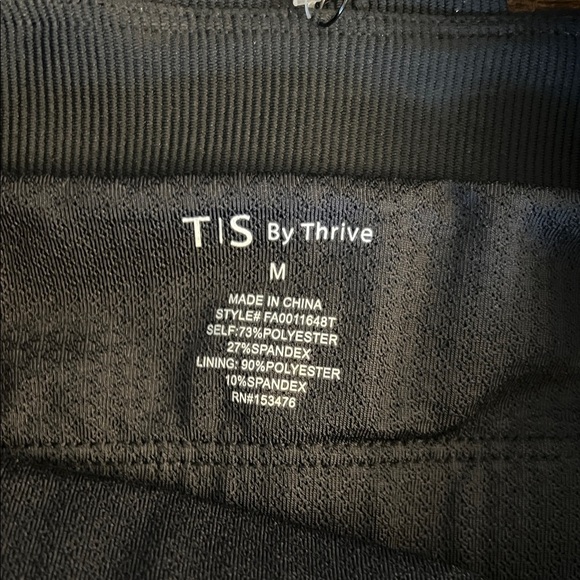 T|S By Thrive
M
MADE IN CHINA
STYLE# FA0011648T
SELF:73%POLYESTER
27%SPANDEX
LINING: 90%POLYESTER
10%SPANDEX
RN#153476